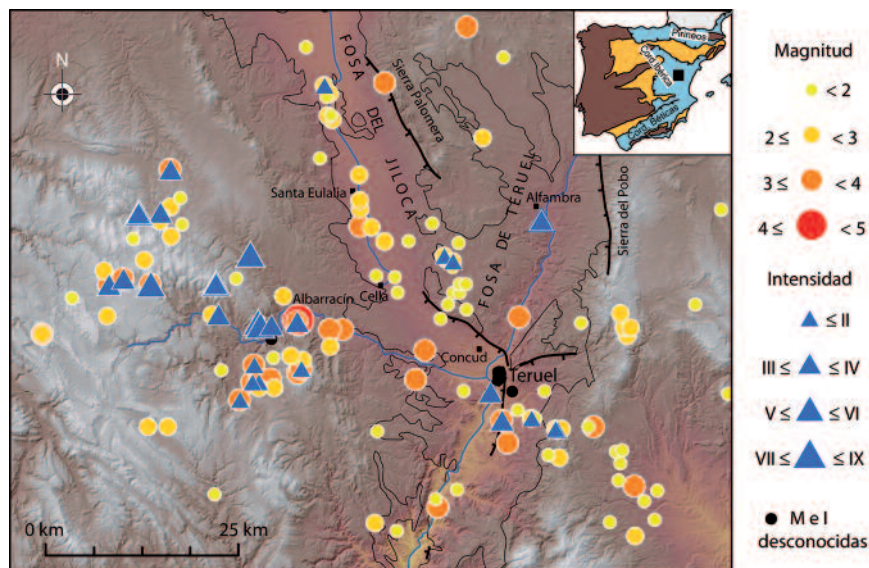 N
FOSA
DEL
JILOCA
Sierra Palomera
Santa Eulalia
FOSA DE TERUEL
Alfambra
Sierra del Pobo
Albarracín
Cella
Concud
Teruel
0 km
25 km
Pirineos
Cord. Ibérica
Cord. Béticas
Magnitud
< 2
2 ≤ < 3
3 ≤ < 4
4 ≤ < 5
Intensidad
≤ II
III ≤ ≤ IV
V ≤ ≤ VI
VII ≤ ≤ IX
M e I
desconocidas